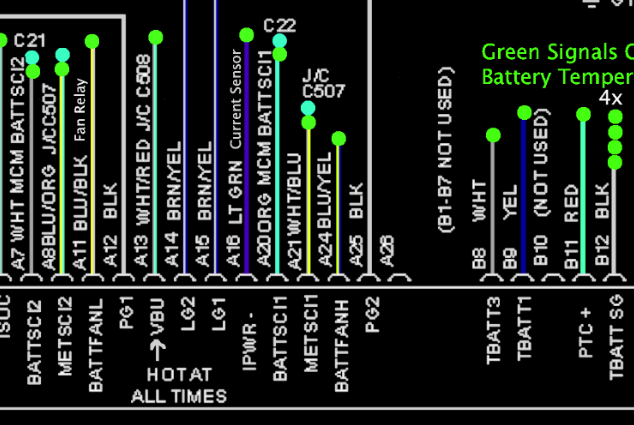 C21
A7 WHT MCM BATTSCI2
A8 BLU/ORG J/CC507
A11 BLU/BLK Fan Relay
A12 BLK
A13 WHT/RED J/C C508
A14 BRN/YEL
A15 BRN/YEL
A16 LT GRN Current Sensor
C22
A20 ORG MCM BATTSCI1
J/C
C507
A21 WHT/BLU
A24 BLU/YEL
A25 BLK
A26
Green Signals
Battery Temper
4x
(B1-B7 NOT USED)
B8 WHT
B9 YEL
B10 (NOT USED)
B11 RED
B12 BLK
BATTSCI2
METSCI2
BATTFANL
PG1
VBU
LG2
LG1
IPWR -
BATTSCI1
METSCI1
BATTFANH
PG2
TBATT3
TBATT1
PTC +
TBATT SG
HOT AT
ALL TIMES